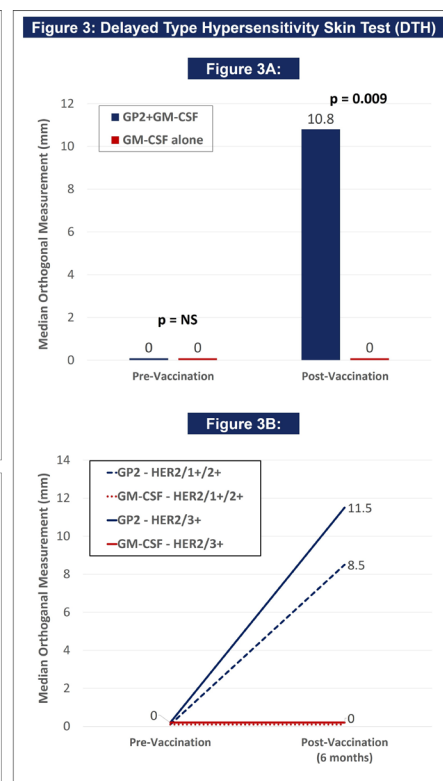 Figure 3: Delayed Type Hypersensitivity Skin Test (DTH)
Figure 3A:
Median Orthogonal Measurement (mm)
12
10
8
6
4
2
0
GP2+GM-CSF
GM-CSF alone
p = 0.009
10.8
p = NS
0
0
0
Pre-Vaccination
Post-Vaccination
Figure 3B:
Median Orthoganal Measurement (mm)
14
12
10
8
6
4
2
0
GP2 - HER2/1+/2+
GM-CSF - HER2/1+/2+
GP2 - HER2/3+
GM-CSF - HER2/3+
11.5
8.5
0
0
Pre-Vaccination
Post-Vaccination
(6 months)